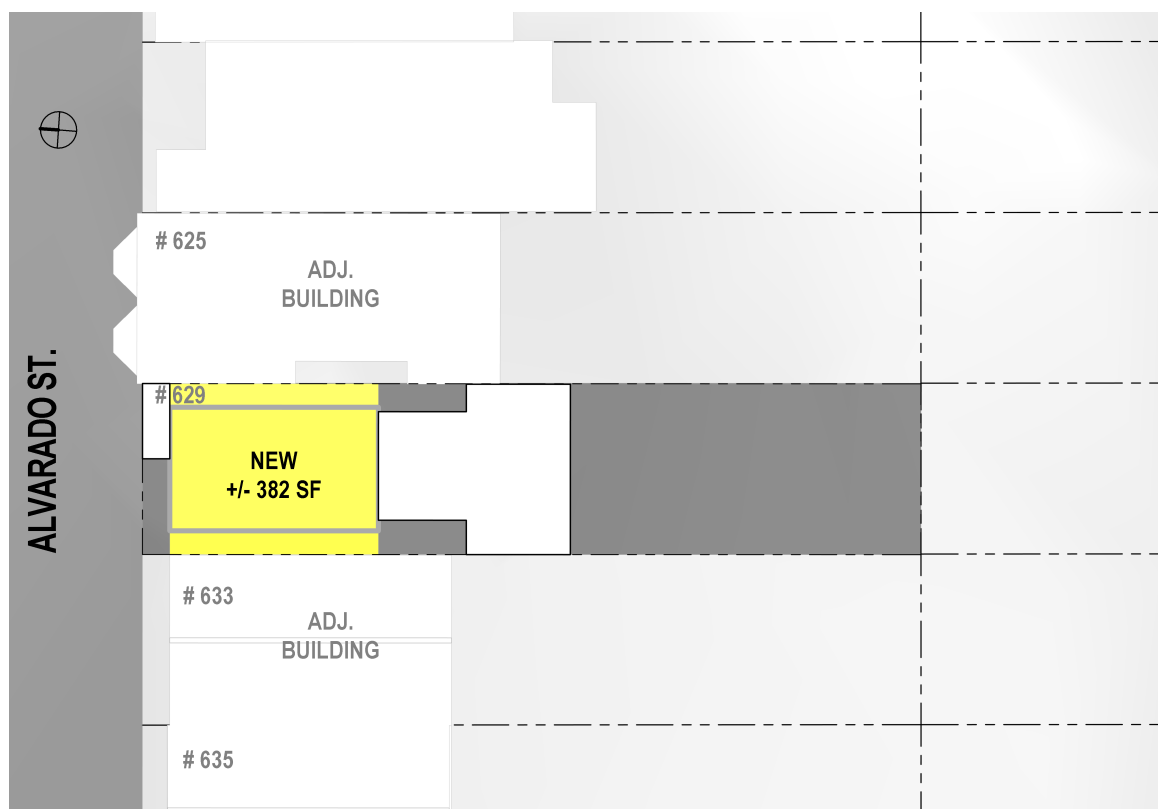 # 625
ADJ.
BUILDING
ALVARADO ST.
# 629
NEW
+/- 382 SF
# 633
ADJ.
BUILDING
# 635